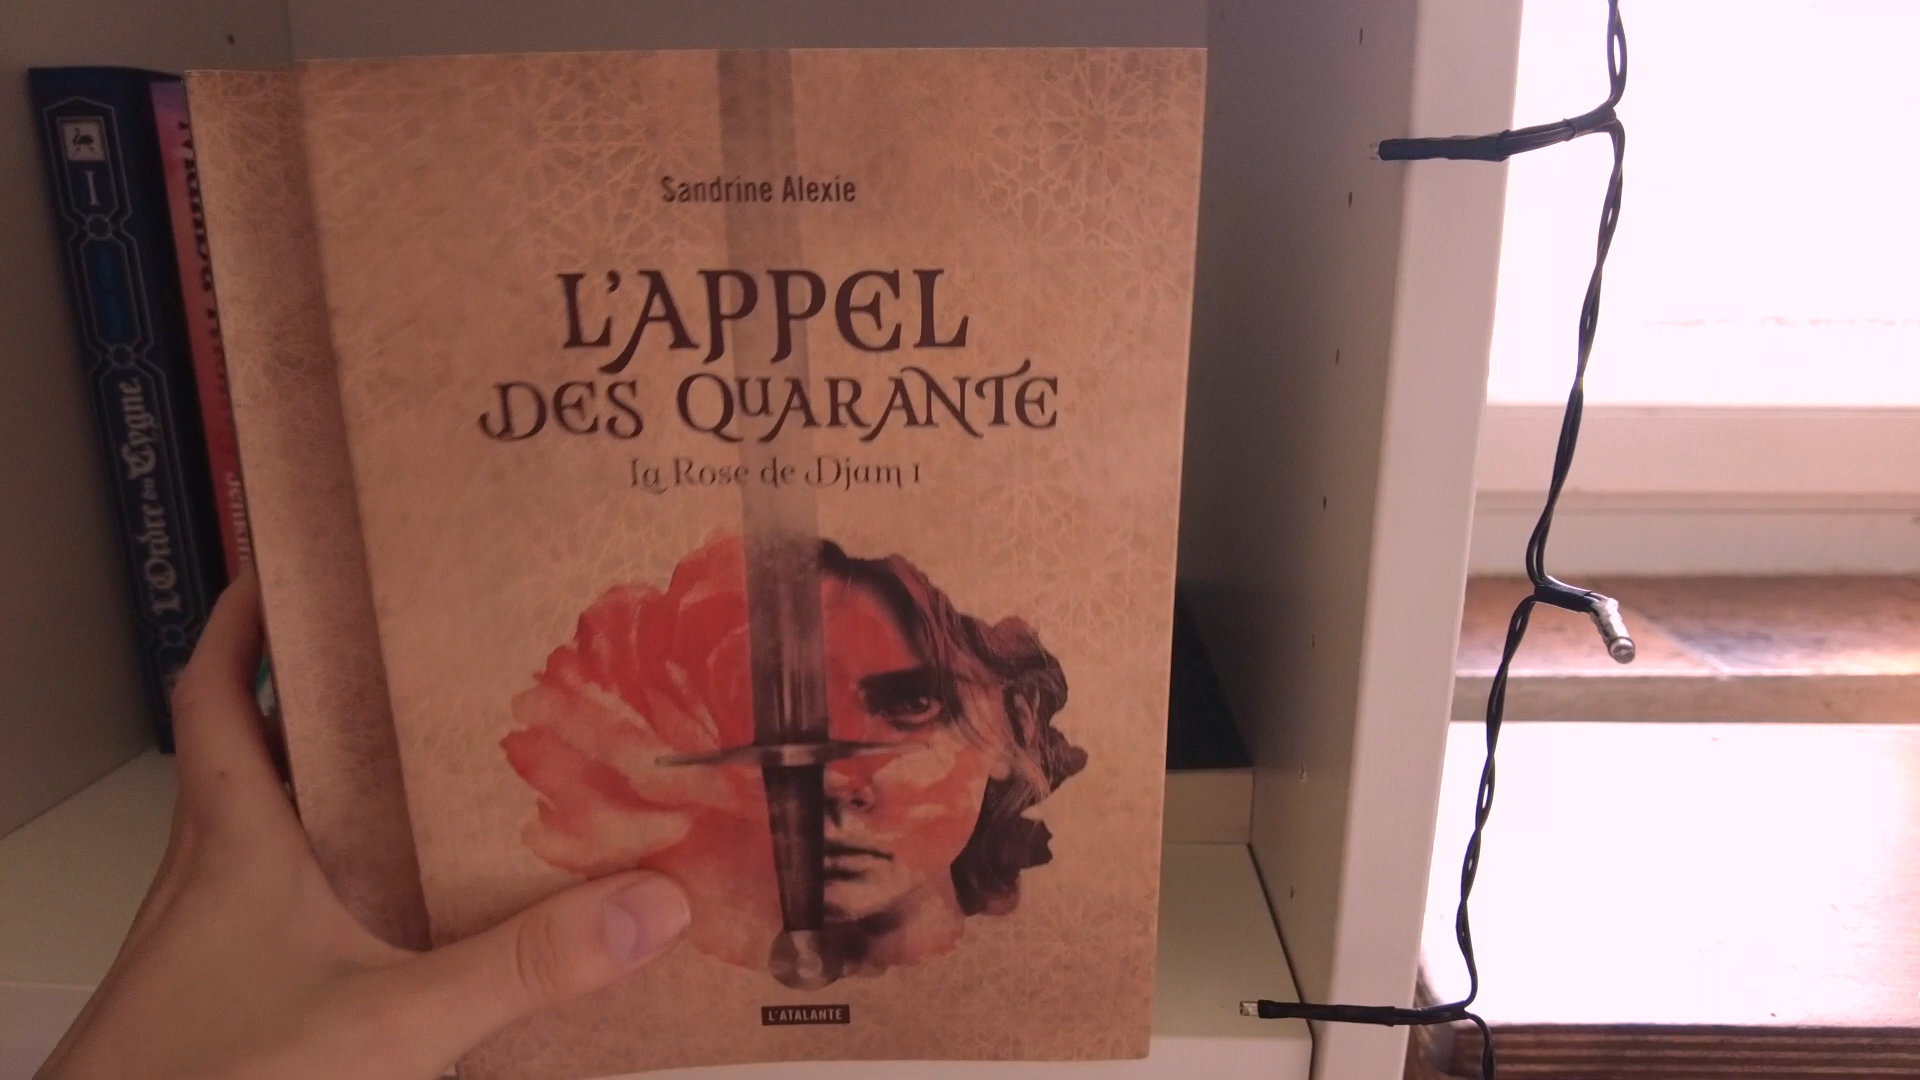 Sandrine Alexie
L'APPEL
DES QUARANTE
La Rose de Djam I
L'ATALANTE
I
L'Ordre du Cygne